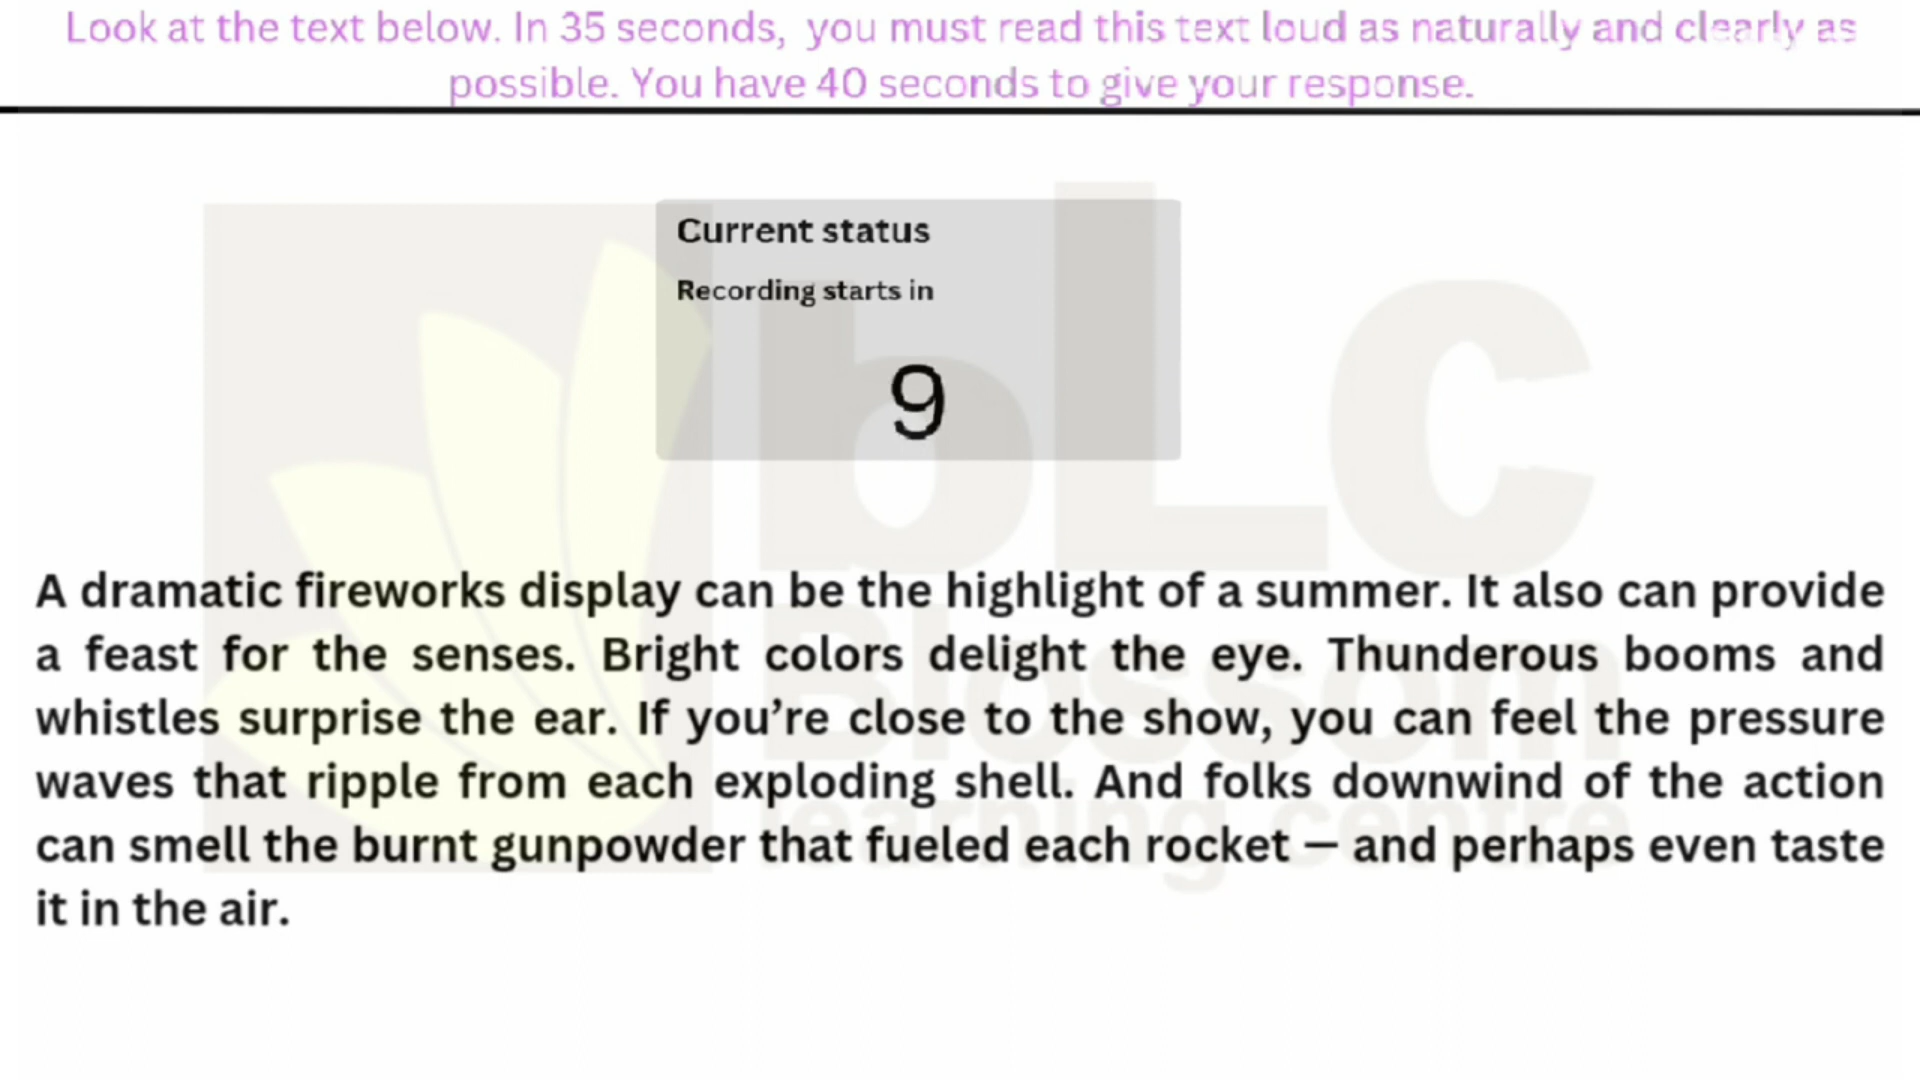 Look at the text below. In 35 seconds, you must read this text loud as naturally and clearly as
possible. You have 40 seconds to give your response.
Current status
Recording starts in
9
bLc
Blossom
learning centre
A dramatic fireworks display can be the highlight of a summer. It also can provide
a feast for the senses. Bright colors delight the eye. Thunderous booms and
whistles surprise the ear. If you’re close to the show, you can feel the pressure
waves that ripple from each exploding shell. And folks downwind of the action
can smell the burnt gunpowder that fueled each rocket — and perhaps even taste
it in the air.